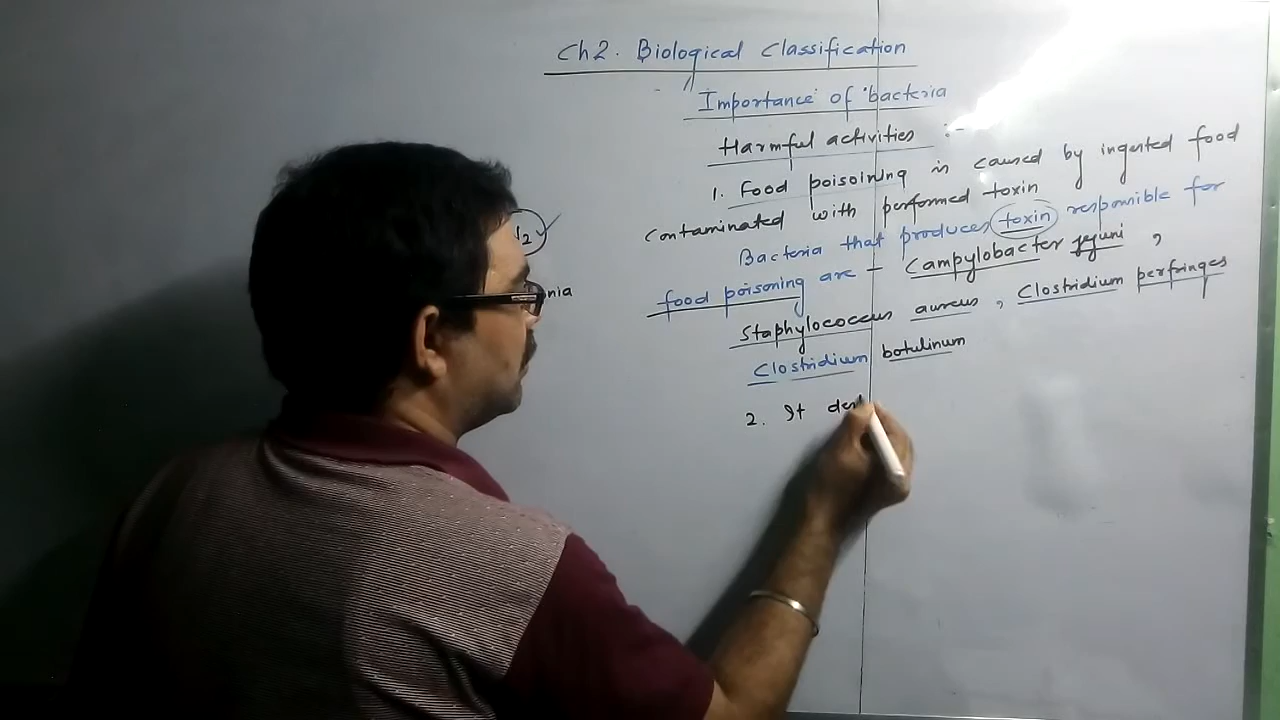 Ch2. Biological Classification
Importance of bacteria
Harmful activities :-
1. Food poisoining is caused by ingested food
contaminated with performed toxin
Bacteria that produces toxin responsible for
food poisoning are - Campylobacter jejuni ,
Staphylococcus aureus , Clostridium perfringes
Clostridium botulinum
2. It